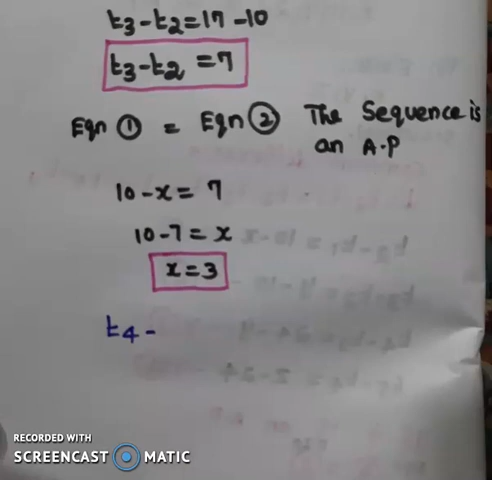 t3-t2=17-10
t3-t2=7
Eqn ① = Eqn ② The Sequence is
an A.P
10-x= 7
10-7=x
x=3
t4-
RECORDED WITH
SCREENCAST MATIC